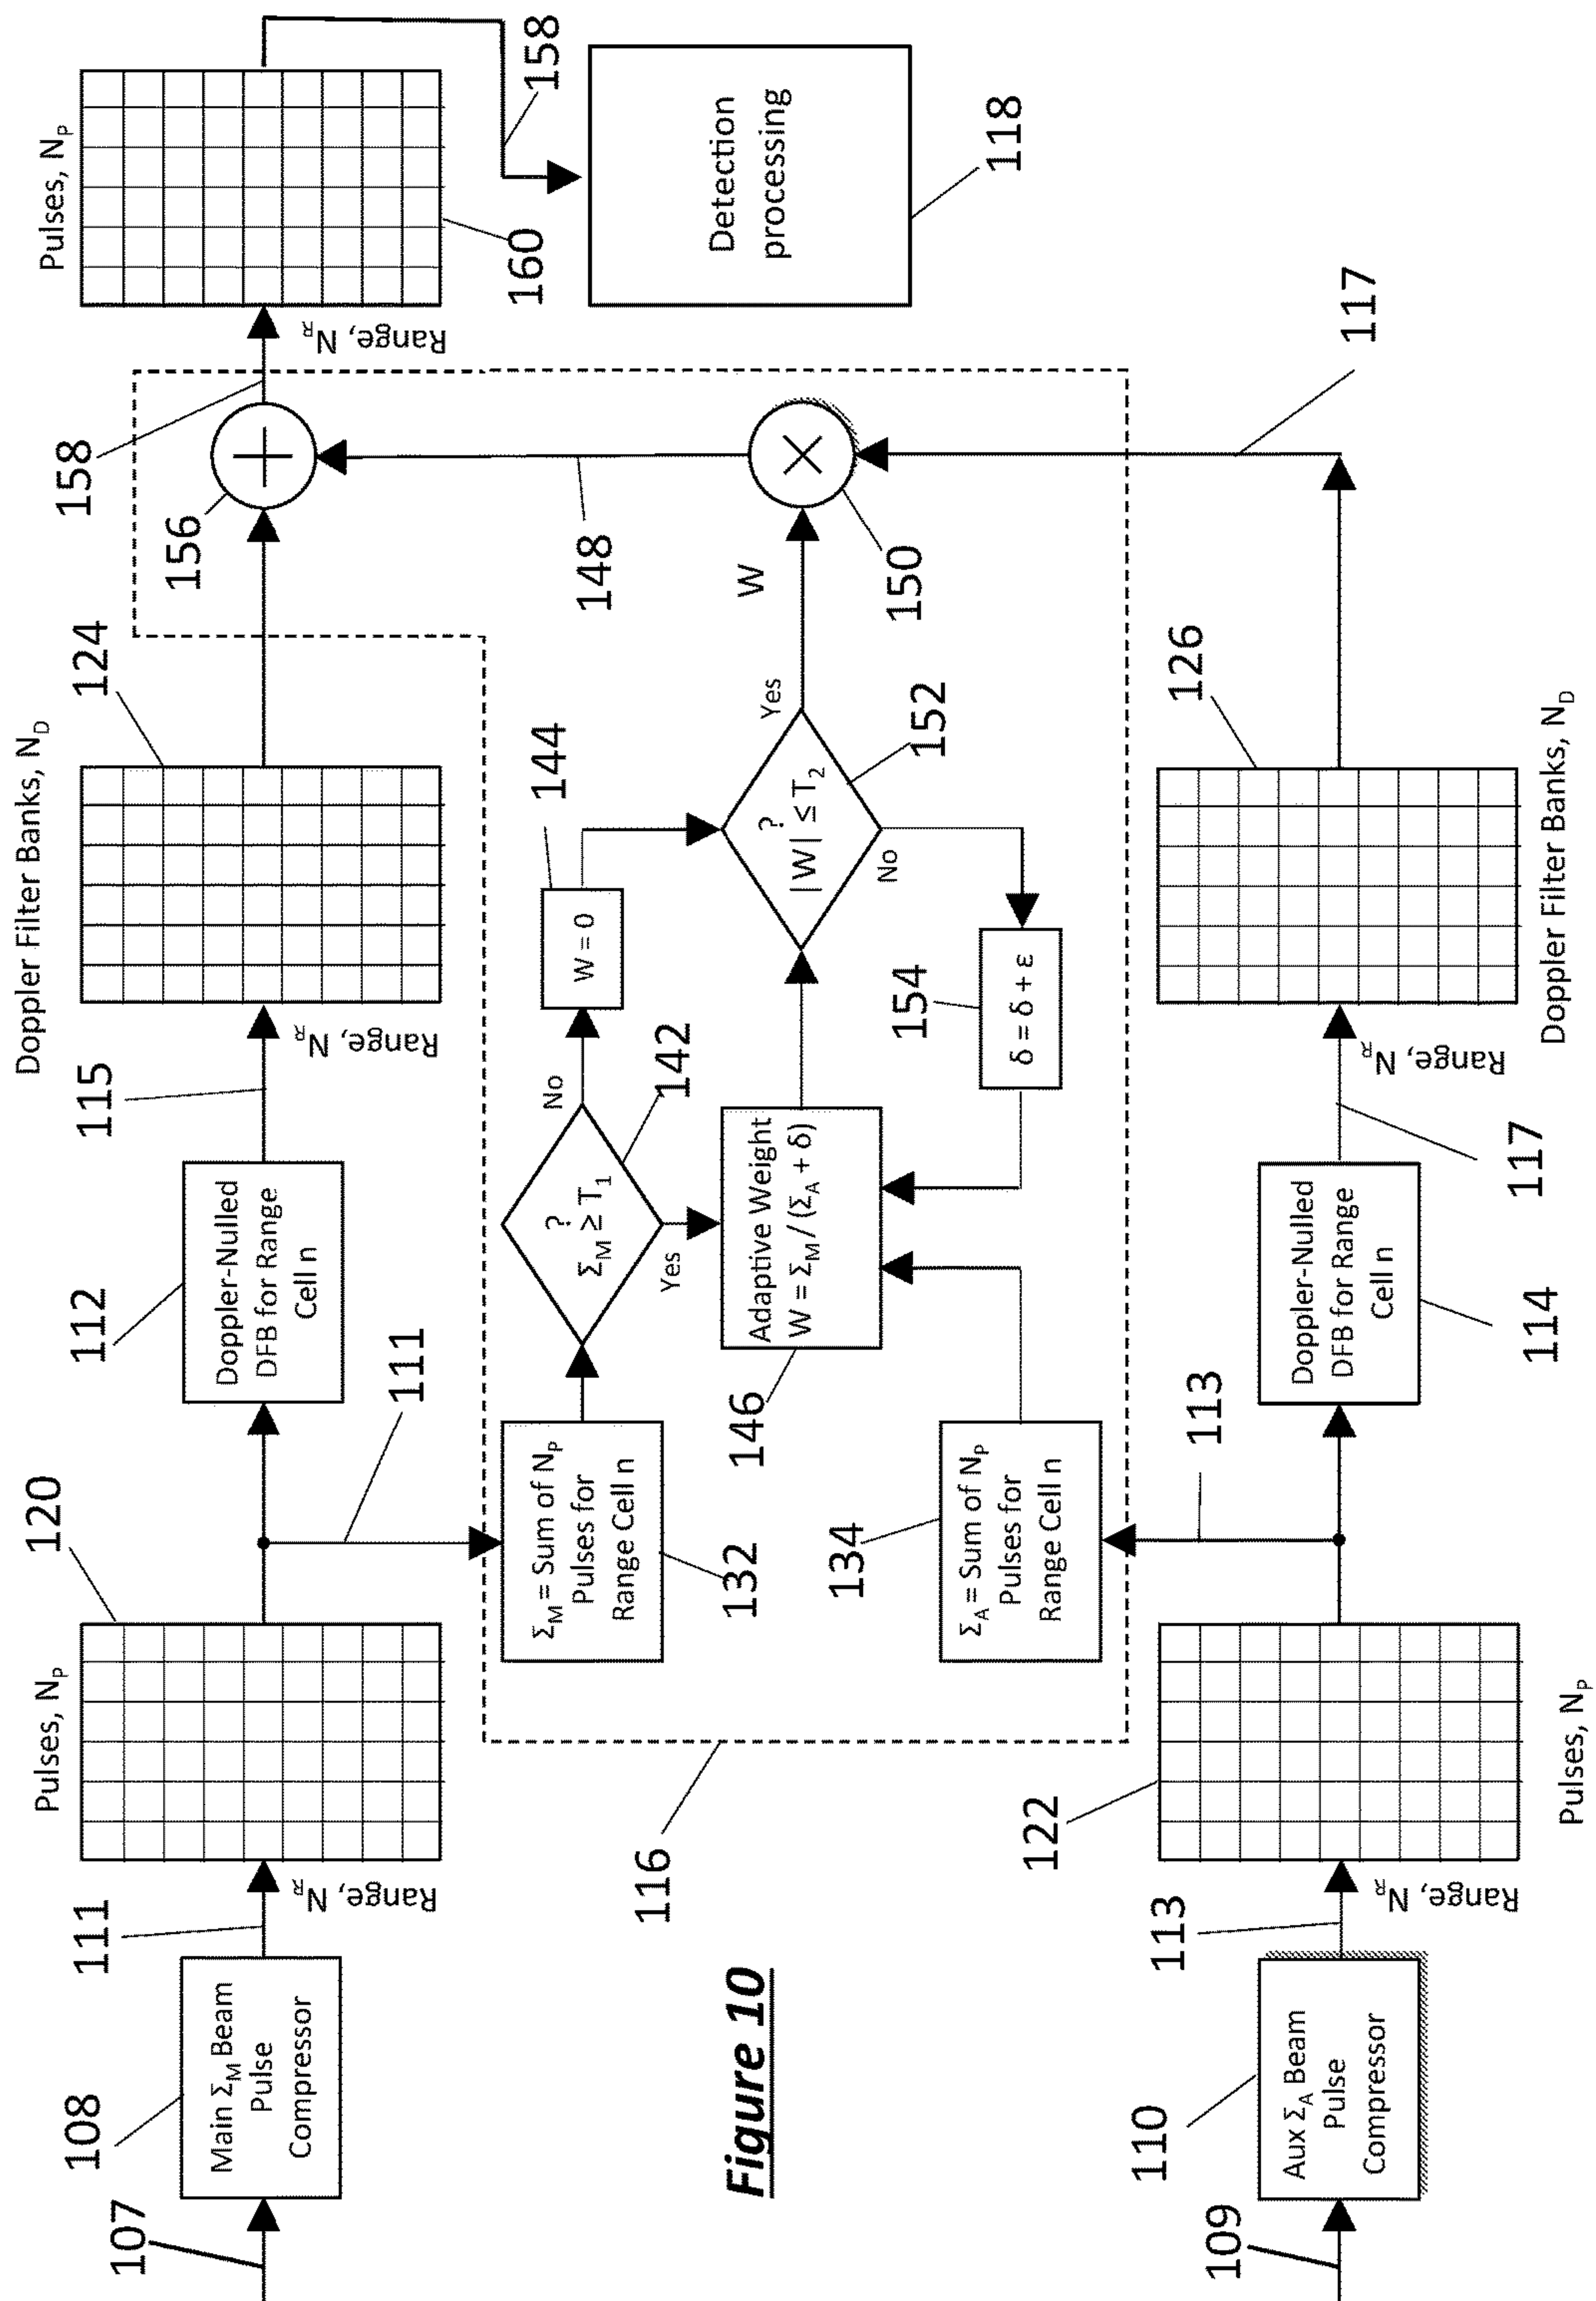 107
108
Main Σ_M Beam
Pulse
Compressor
111
Pulses, N_P
Range, N_R
120
111
112
Doppler-Nulled
DFB for Range
Cell n
115
Doppler Filter Banks, N_D
Range, N_R
124
156
158
Pulses, N_P
Range, N_R
160
158
Detection
processing
118
116
Σ_M = Sum of N_P
Pulses for
Range Cell n
132
?
Σ_M ≥ T_1
142
No
Yes
W = 0
144
Adaptive Weight
W = Σ_M / (Σ_A + δ)
146
?
|W| ≤ T_2
152
Yes
No
W
148
150
δ = δ + ε
154
Σ_A = Sum of N_P
Pulses for
Range Cell n
134
Figure 10
109
110
Aux Σ_A Beam
Pulse
Compressor
113
122
Range, N_R
Pulses, N_P
113
Doppler-Nulled
DFB for Range
Cell n
114
117
126
Range, N_R
Doppler Filter Banks, N_D
117